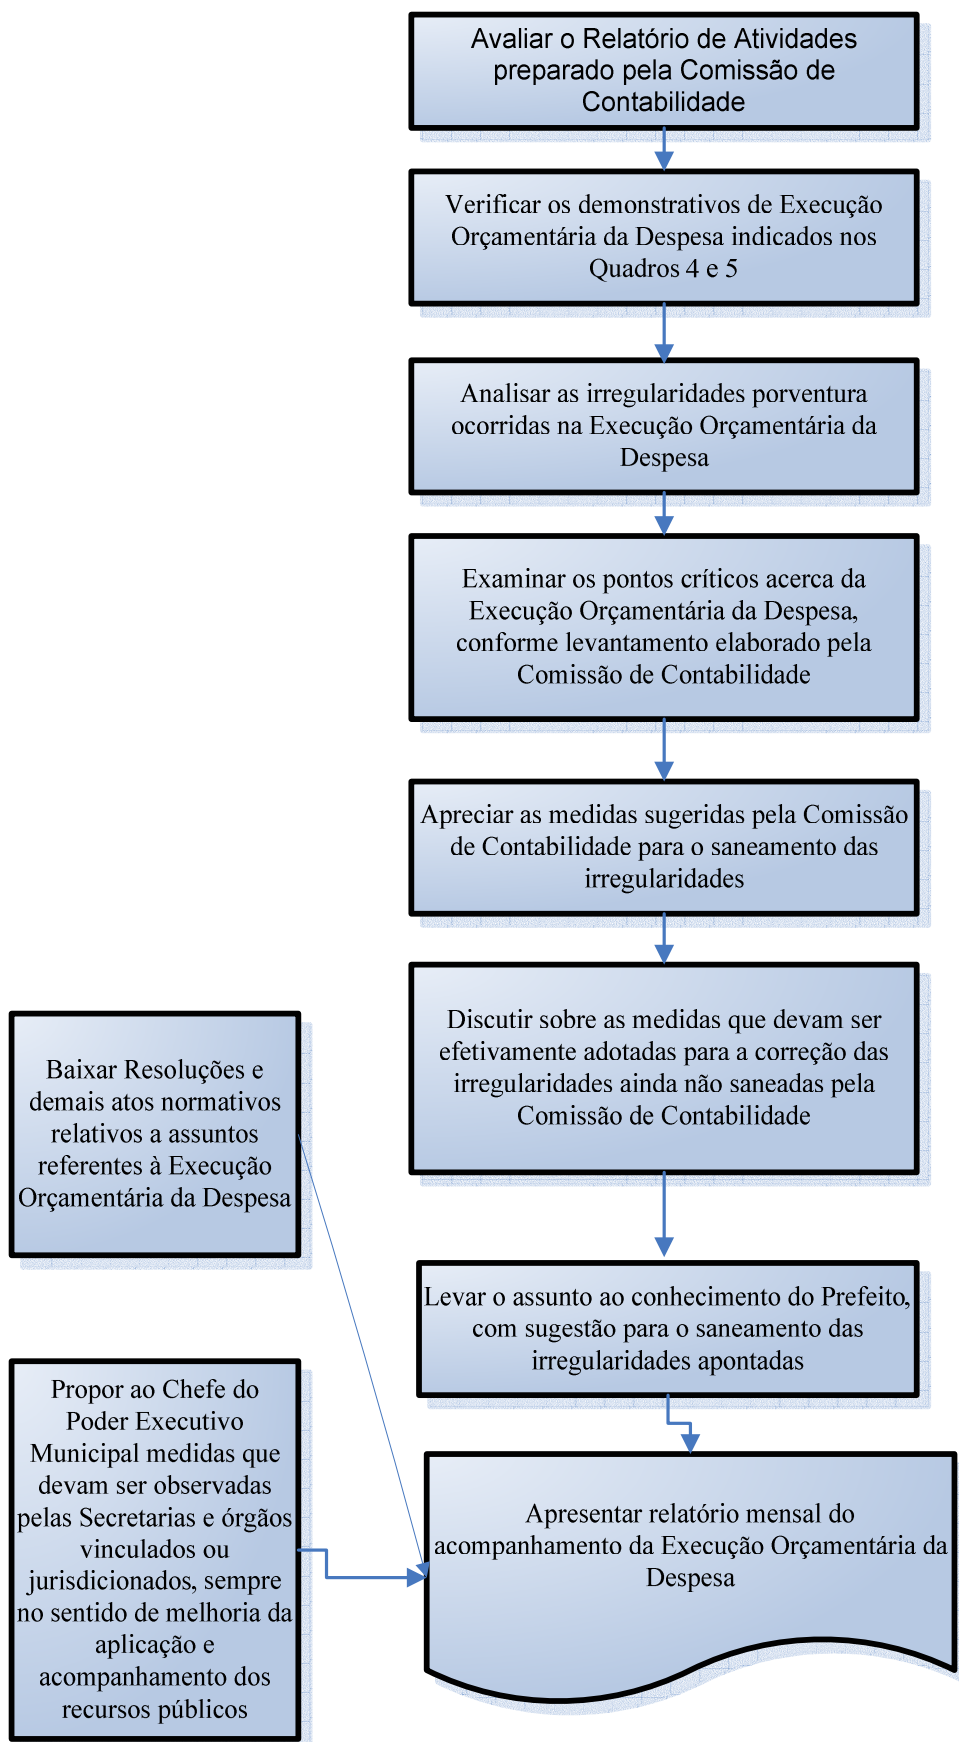 Avaliar o Relatório de Atividades
preparado pela Comissão de
Contabilidade
Verificar os demonstrativos de Execução
Orçamentária da Despesa indicados nos
Quadros 4 e 5
Analisar as irregularidades porventura
ocorridas na Execução Orçamentária da
Despesa
Examinar os pontos críticos acerca da
Execução Orçamentária da Despesa,
conforme levantamento elaborado pela
Comissão de Contabilidade
Apreciar as medidas sugeridas pela Comissão
de Contabilidade para o saneamento das
irregularidades
Discutir sobre as medidas que devam ser
efetivamente adotadas para a correção das
irregularidades ainda não saneadas pela
Comissão de Contabilidade
Baixar Resoluções e
demais atos normativos
relativos a assuntos
referentes à Execução
Orçamentária da Despesa
Levar o assunto ao conhecimento do Prefeito,
com sugestão para o saneamento das
irregularidades apontadas
Propor ao Chefe do
Poder Executivo
Municipal medidas que
devam ser observadas
pelas Secretarias e órgãos
vinculados ou
jurisdicionados, sempre
no sentido de melhoria da
aplicação e
acompanhamento dos
recursos públicos
Apresentar relatório mensal do
acompanhamento da Execução Orçamentária da
Despesa